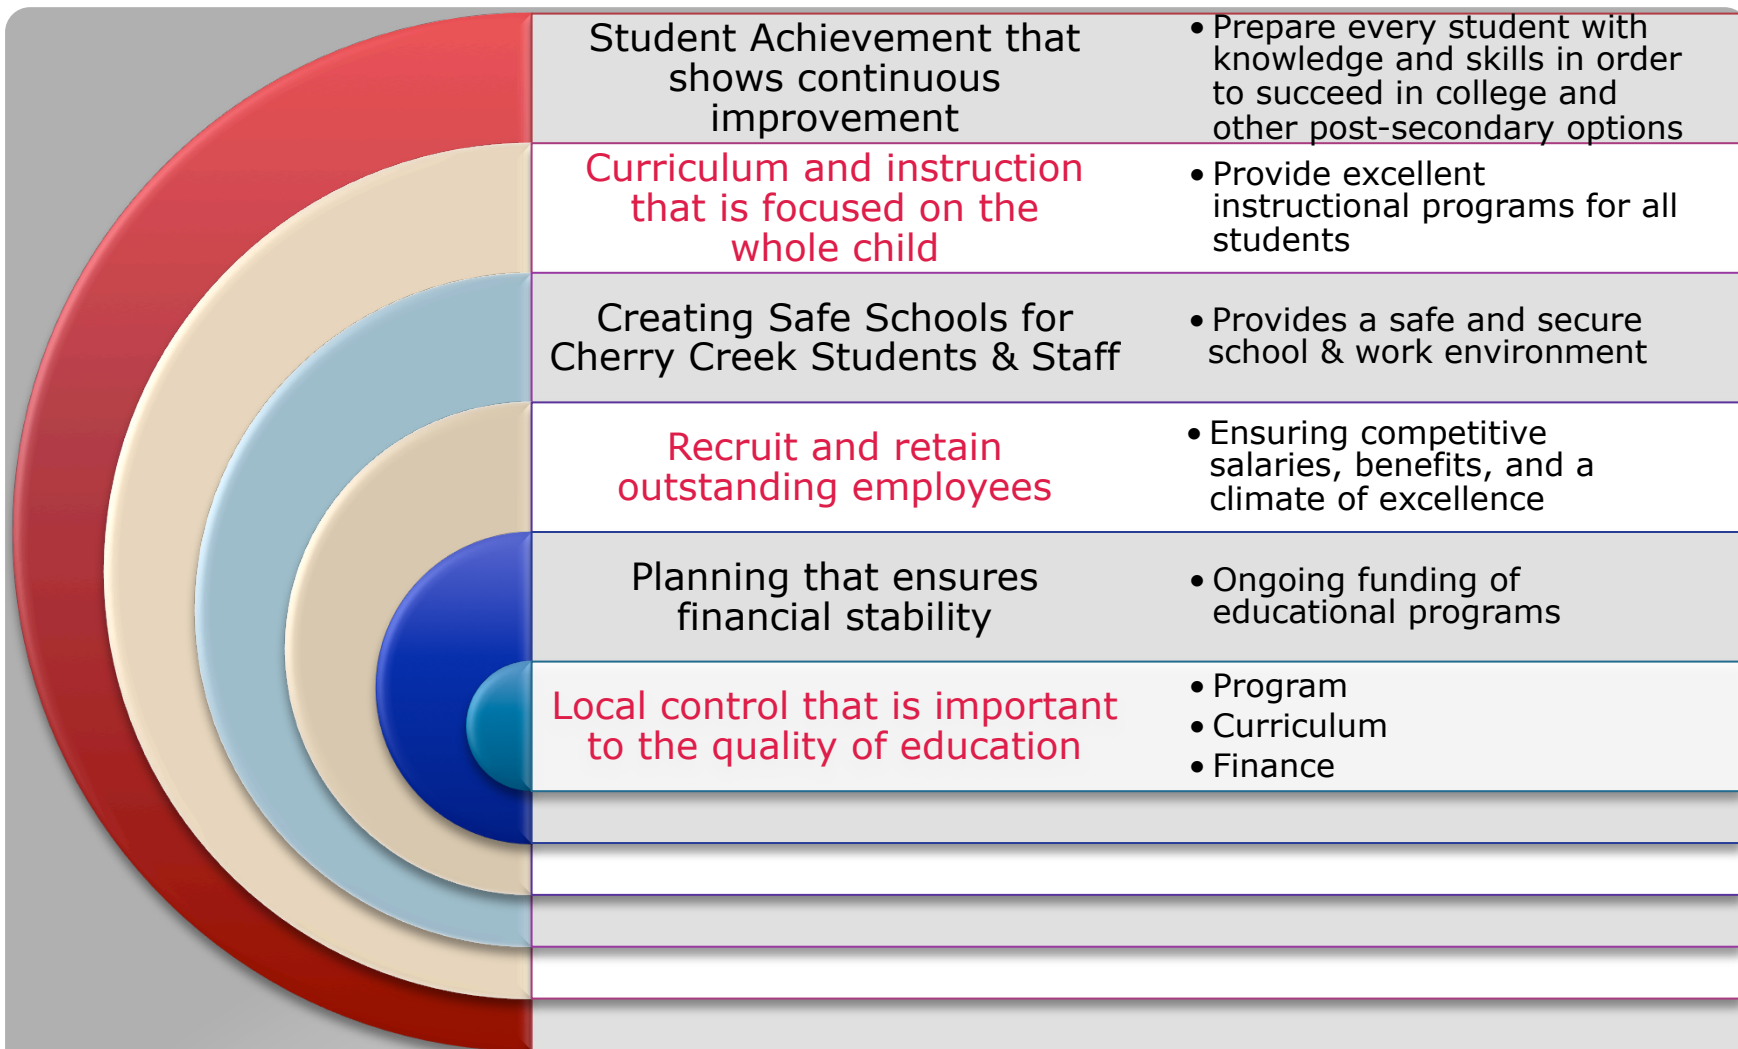 Student Achievement that
shows continuous
improvement
• Prepare every student with
knowledge and skills in order
to succeed in college and
other post-secondary options
Curriculum and instruction
that is focused on the
whole child
• Provide excellent
instructional programs for all
students
Creating Safe Schools for
Cherry Creek Students & Staff
• Provides a safe and secure
school & work environment
Recruit and retain
outstanding employees
• Ensuring competitive
salaries, benefits, and a
climate of excellence
Planning that ensures
financial stability
• Ongoing funding of
educational programs
Local control that is important
to the quality of education
• Program
• Curriculum
• Finance